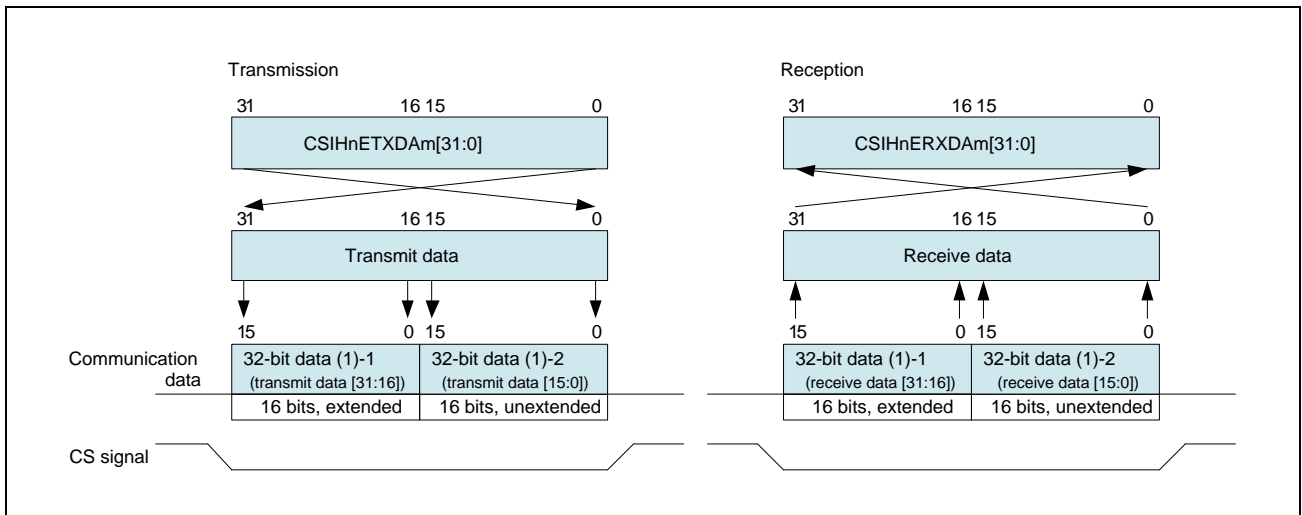 Transmission
31 16 15 0
CSIHnETXDAm[31:0]
31 16 15 0
Transmit data
15 0 15 0
Communication data
32-bit data (1)-1
(transmit data [31:16])
32-bit data (1)-2
(transmit data [15:0])
16 bits, extended
16 bits, unextended
CS signal
Reception
31 16 15 0
CSIHnERXDAm[31:0]
31 16 15 0
Receive data
15 0 15 0
32-bit data (1)-1
(receive data [31:16])
32-bit data (1)-2
(receive data [15:0])
16 bits, extended
16 bits, unextended